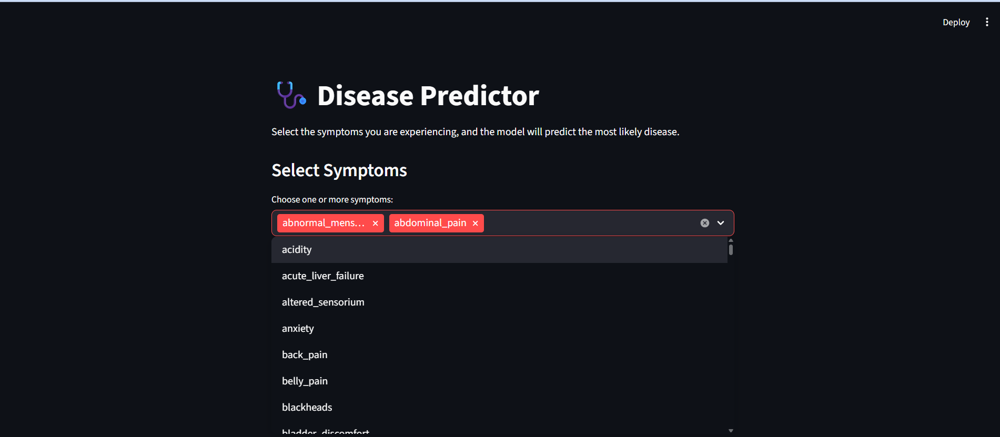 Deploy
Disease Predictor
Select the symptoms you are experiencing, and the model will predict the most likely disease.
Select Symptoms
Choose one or more symptoms:
abnormal_mens... abdominal_pain
acidity
acute_liver_failure
altered_sensorium
anxiety
back_pain
belly_pain
blackheads
bladder_discomfort